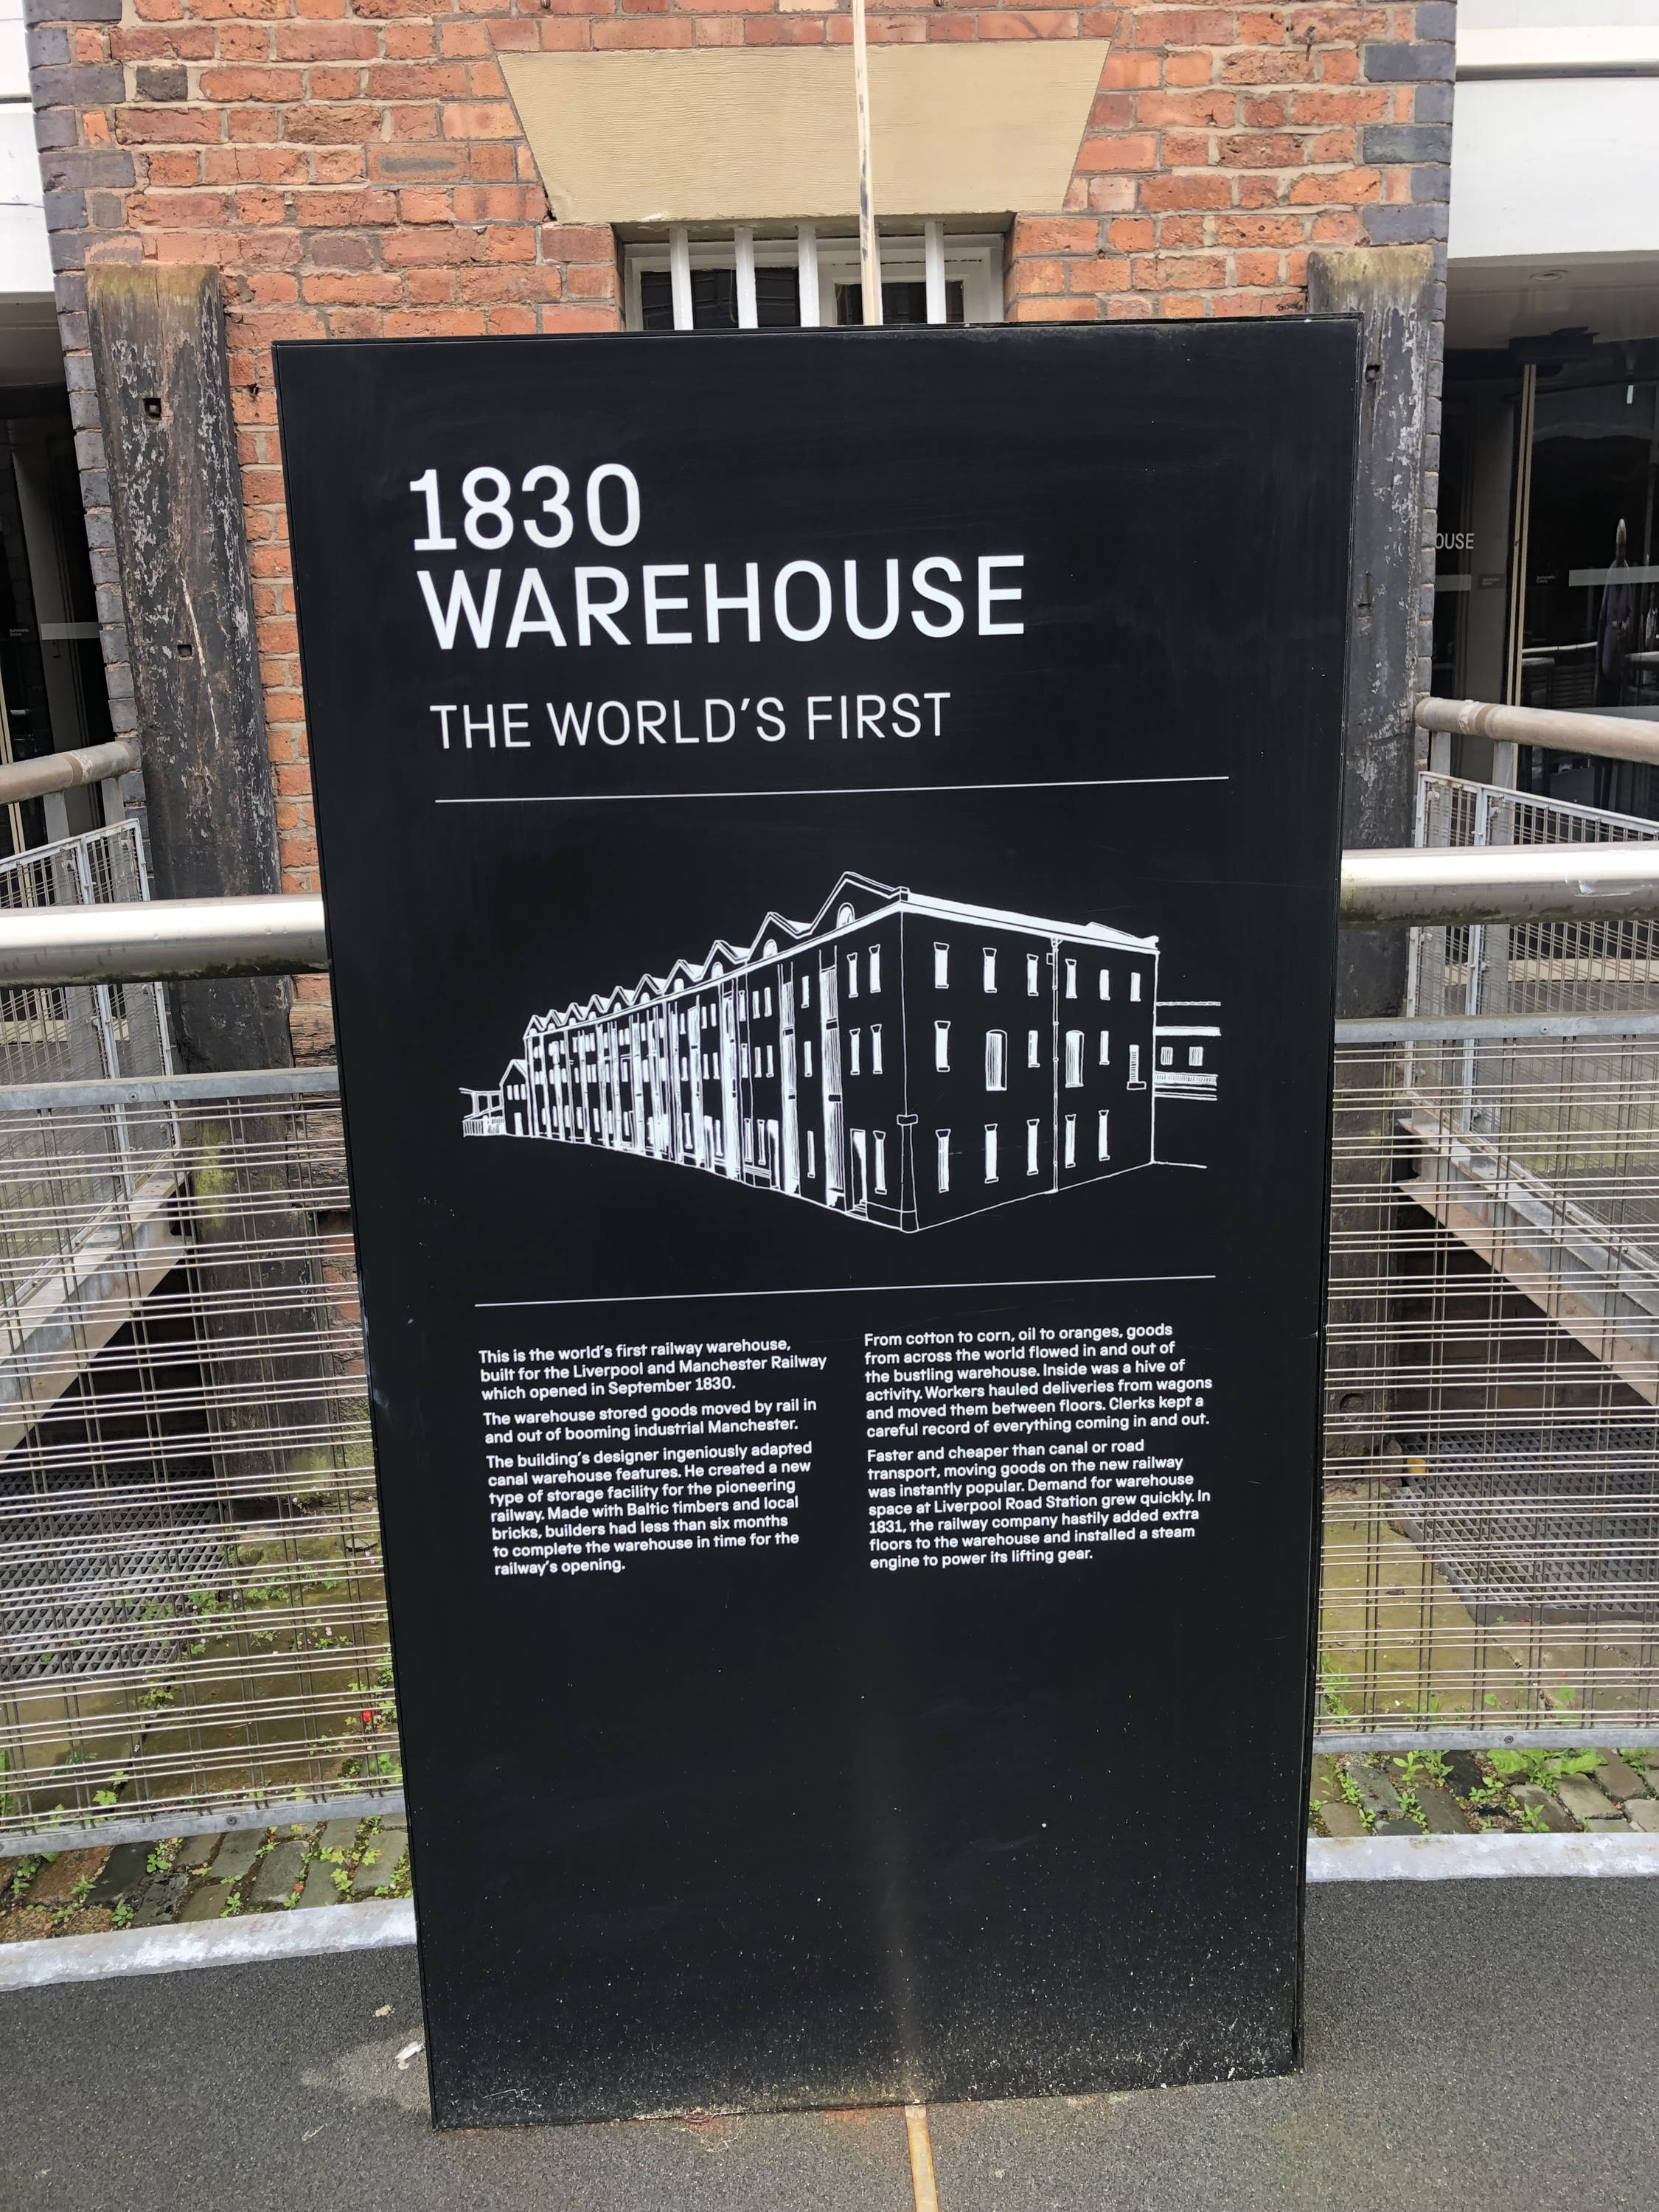 1830
WAREHOUSE
THE WORLD'S FIRST
This is the world's first railway warehouse,
built for the Liverpool and Manchester Railway
which opened in September 1830.
The warehouse stored goods moved by rail in
and out of booming industrial Manchester.
The building's designer ingeniously adapted
canal warehouse features. He created a new
type of storage facility for the pioneering
railway. Made with Baltic timbers and local
bricks, builders had less than six months
to complete the warehouse in time for the
railway's opening.
From cotton to corn, oil to oranges, goods
from across the world flowed in and out of
the bustling warehouse. Inside was a hive of
activity. Workers hauled deliveries from wagons
and moved them between floors. Clerks kept a
careful record of everything coming in and out.
Faster and cheaper than canal or road
transport, moving goods on the new railway
was instantly popular. Demand for warehouse
space at Liverpool Road Station grew quickly. In
1831, the railway company hastily added extra
floors to the warehouse and installed a steam
engine to power its lifting gear.
OUSE